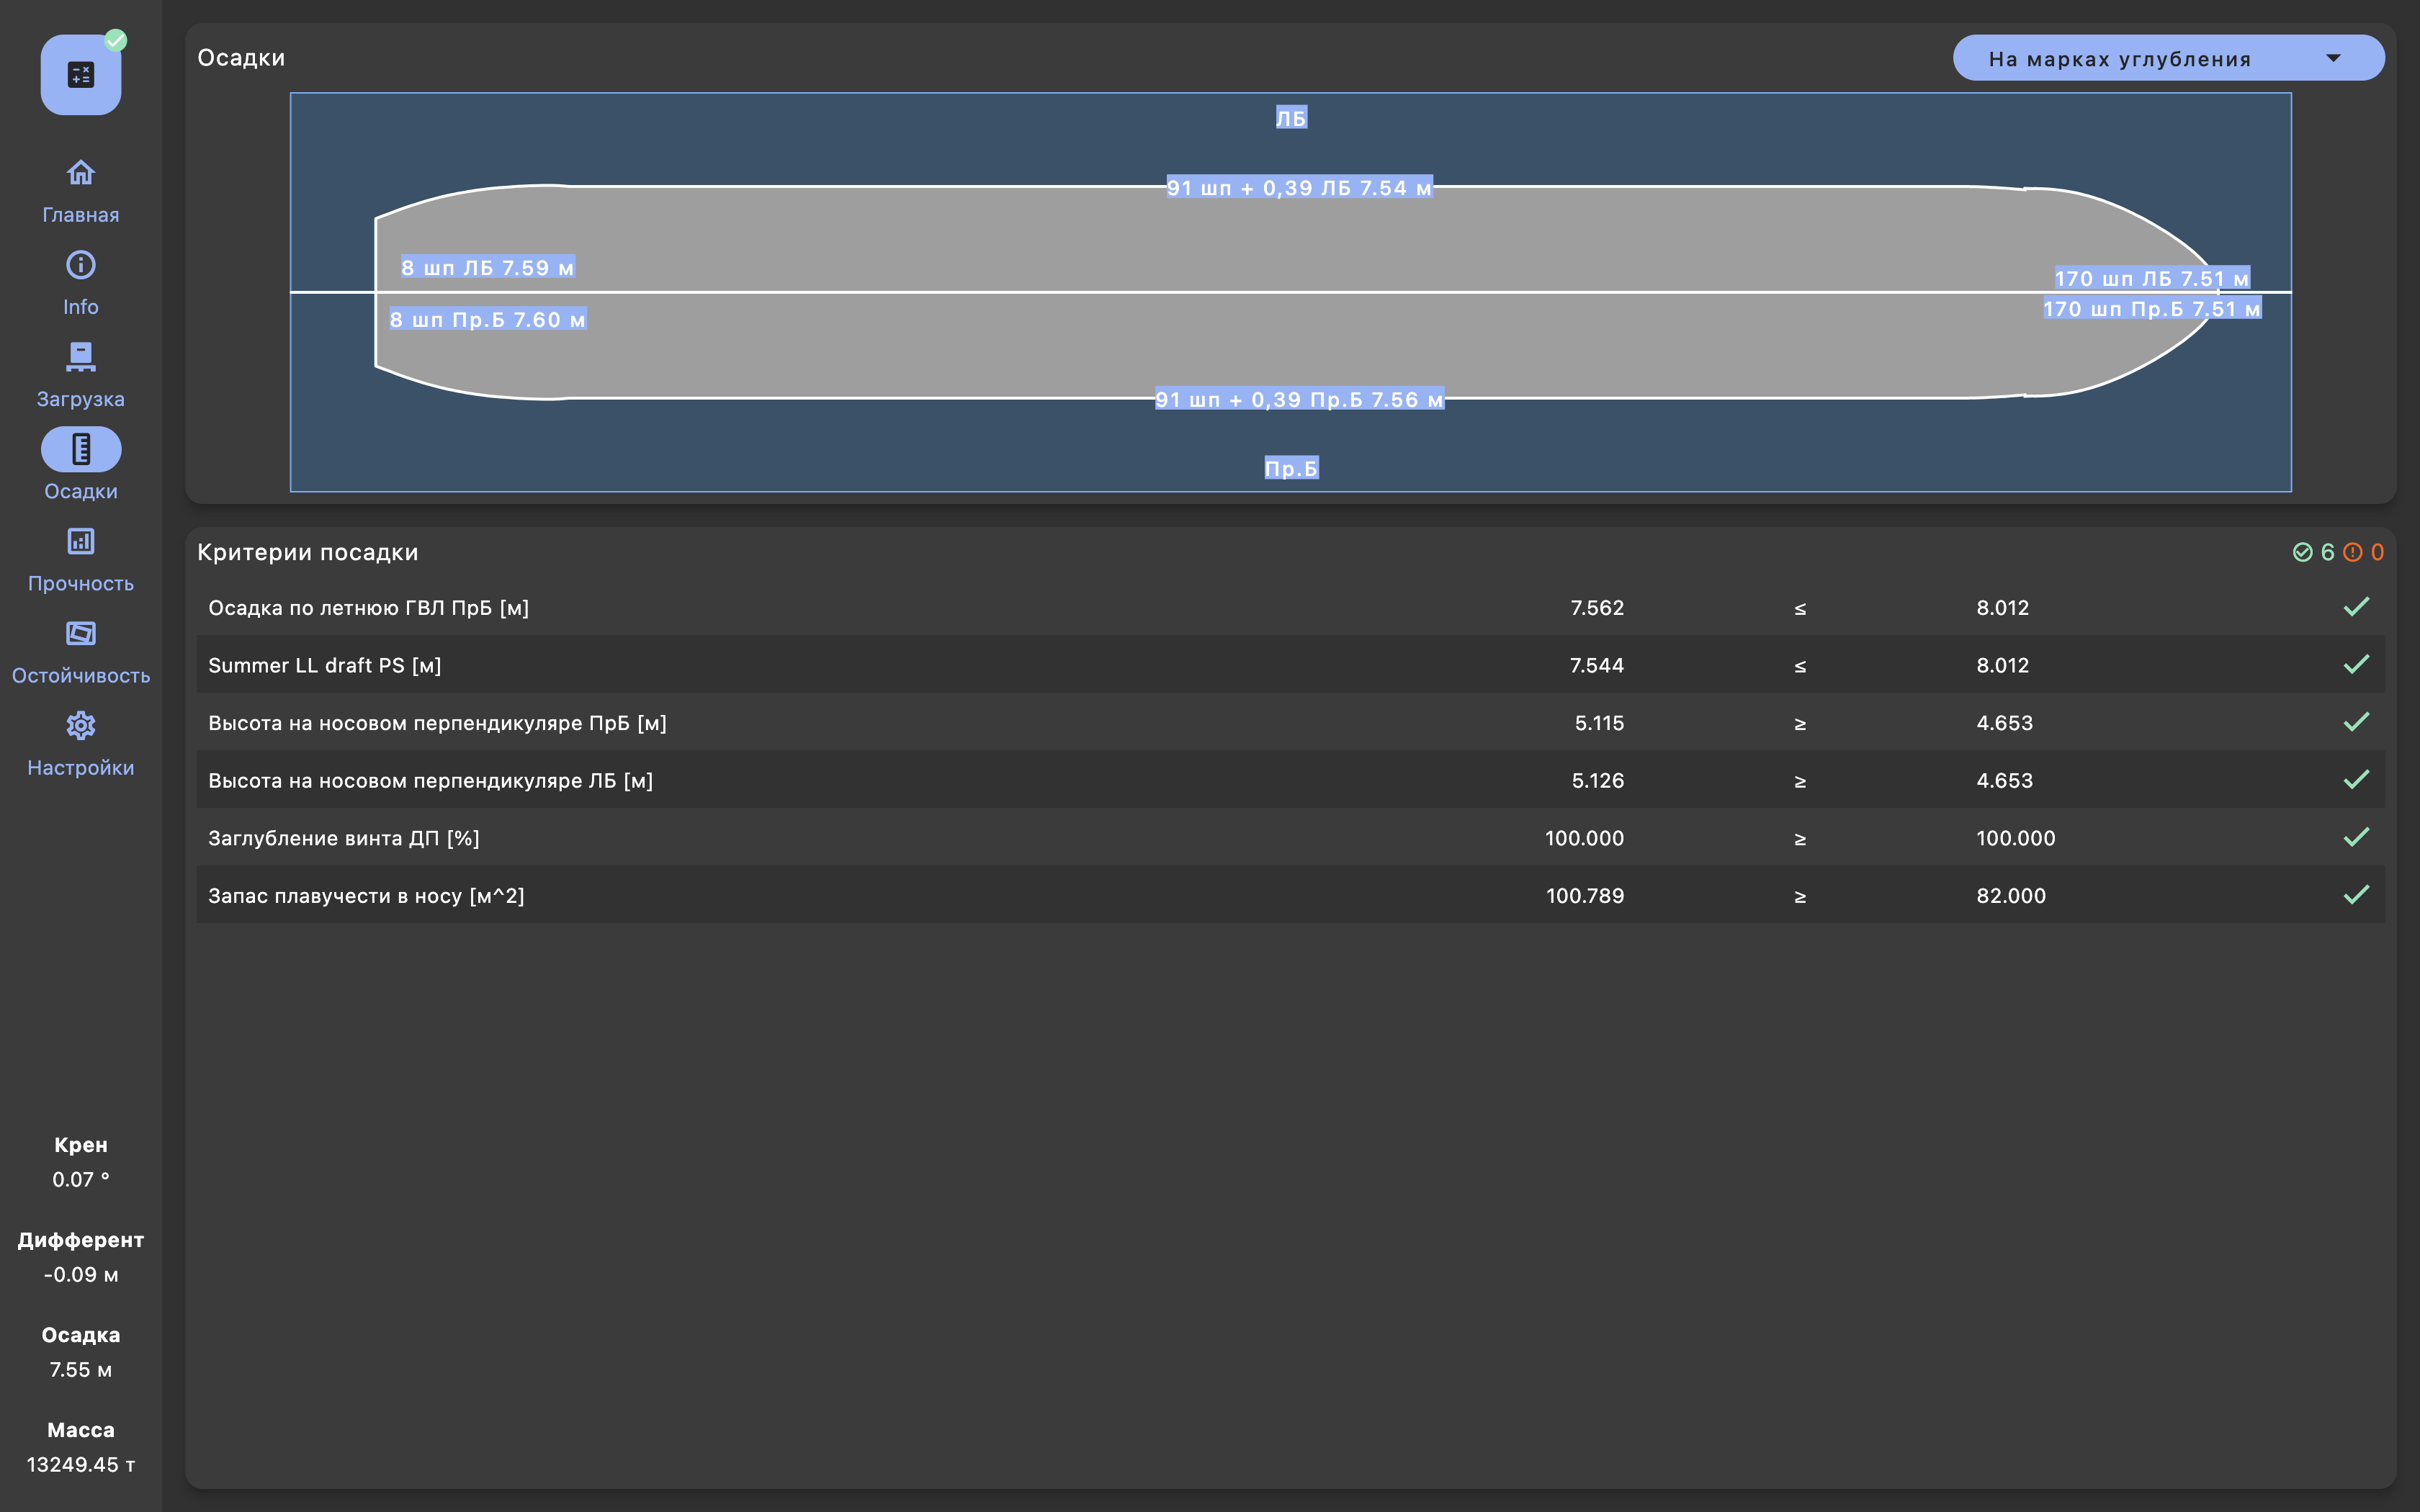 Главная
Info
Загрузка
Осадки
Прочность
Остойчивость
Настройки
Крен
0.07 °
Дифферент
-0.09 м
Осадка
7.55 м
Масса
13249.45 т
Осадки
На марках углубления
ЛБ
91 шп + 0,39 ЛБ 7.54 м
8 шп ЛБ 7.59 м
170 шп ЛБ 7.51 м
8 шп Пр.Б 7.60 м
170 шп Пр.Б 7.51 м
91 шп + 0,39 Пр.Б 7.56 м
Пр.Б
Критерии посадки 6 0
Осадка по летнюю ГВЛ ПрБ [м] 7.562 ≤ 8.012
Summer LL draft PS [м] 7.544 ≤ 8.012
Высота на носовом перпендикуляре ПрБ [м] 5.115 ≥ 4.653
Высота на носовом перпендикуляре ЛБ [м] 5.126 ≥ 4.653
Заглубление винта ДП [%] 100.000 ≥ 100.000
Запас плавучести в носу [м^2] 100.789 ≥ 82.000